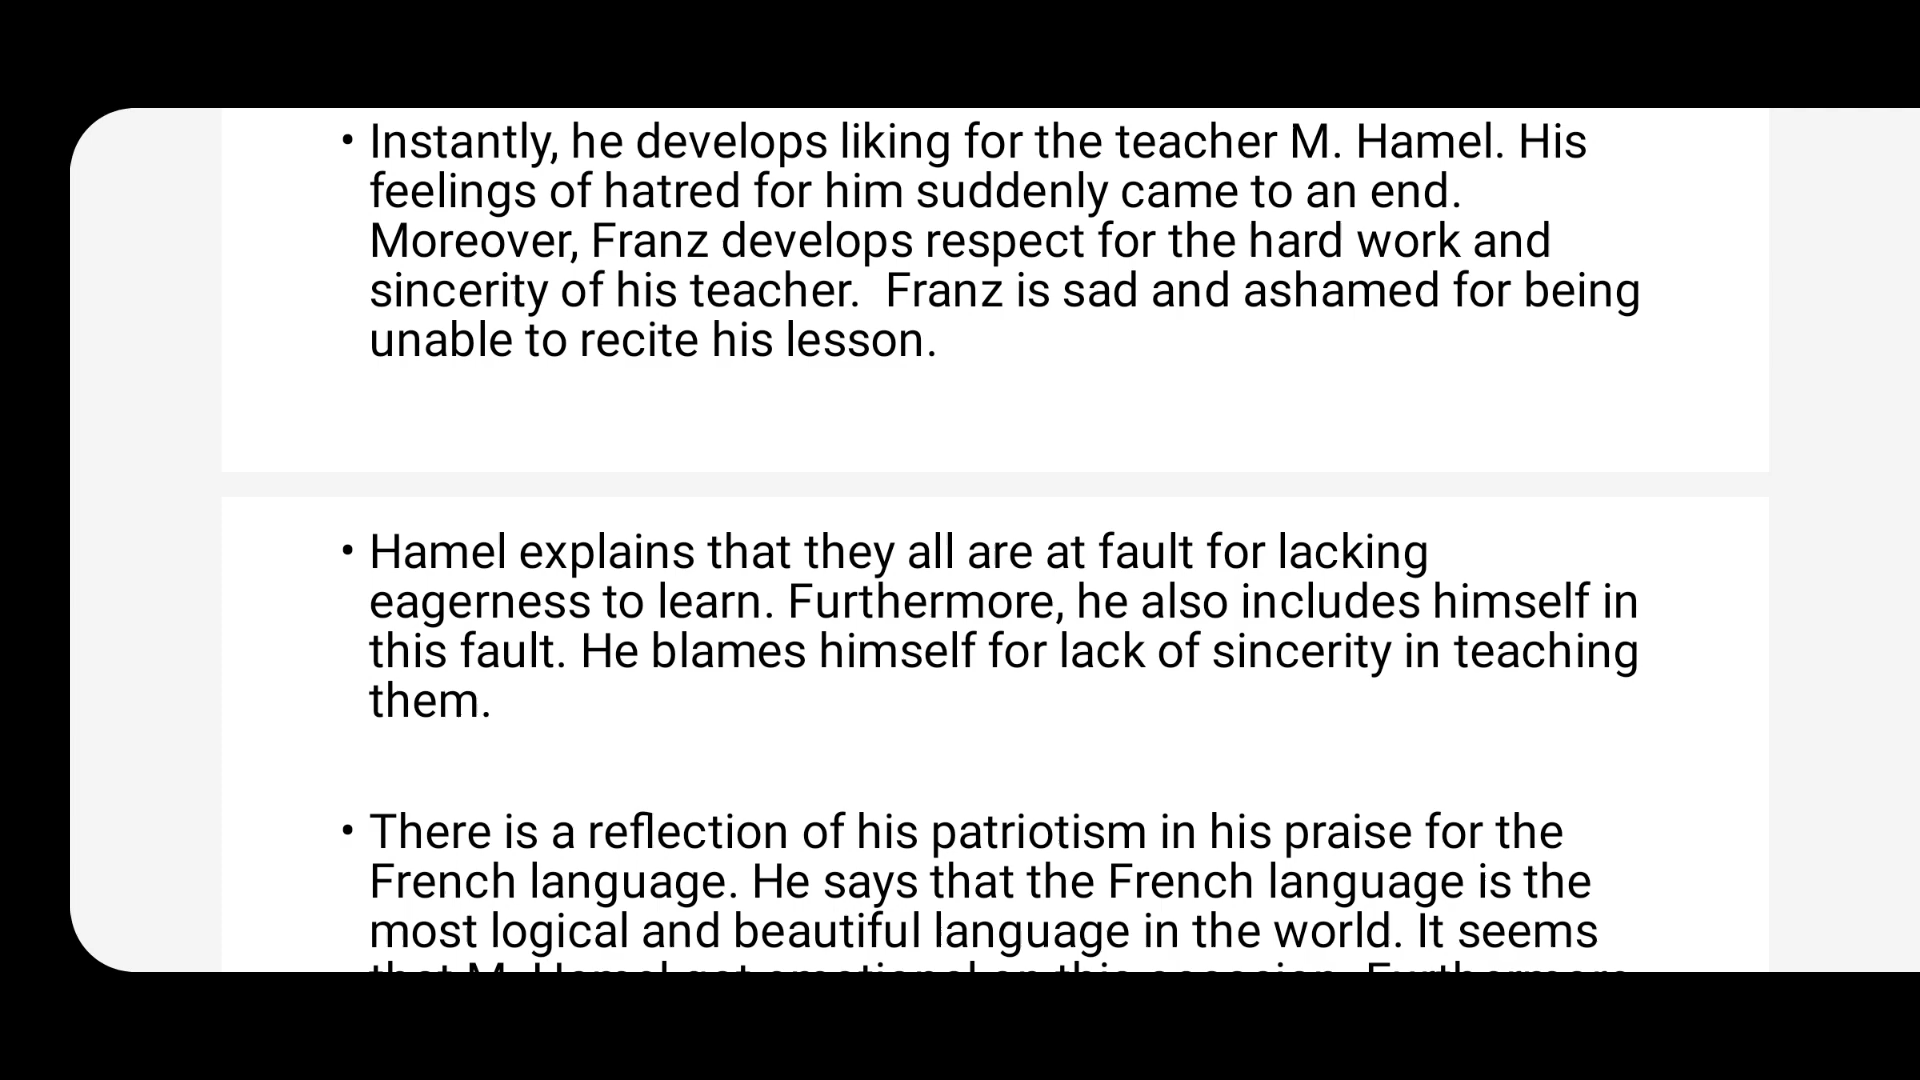 • Instantly, he develops liking for the teacher M. Hamel. His
feelings of hatred for him suddenly came to an end.
Moreover, Franz develops respect for the hard work and
sincerity of his teacher.  Franz is sad and ashamed for being
unable to recite his lesson.
• Hamel explains that they all are at fault for lacking
eagerness to learn. Furthermore, he also includes himself in
this fault. He blames himself for lack of sincerity in teaching
them.
• There is a reflection of his patriotism in his praise for the
French language. He says that the French language is the
most logical and beautiful language in the world. It seems